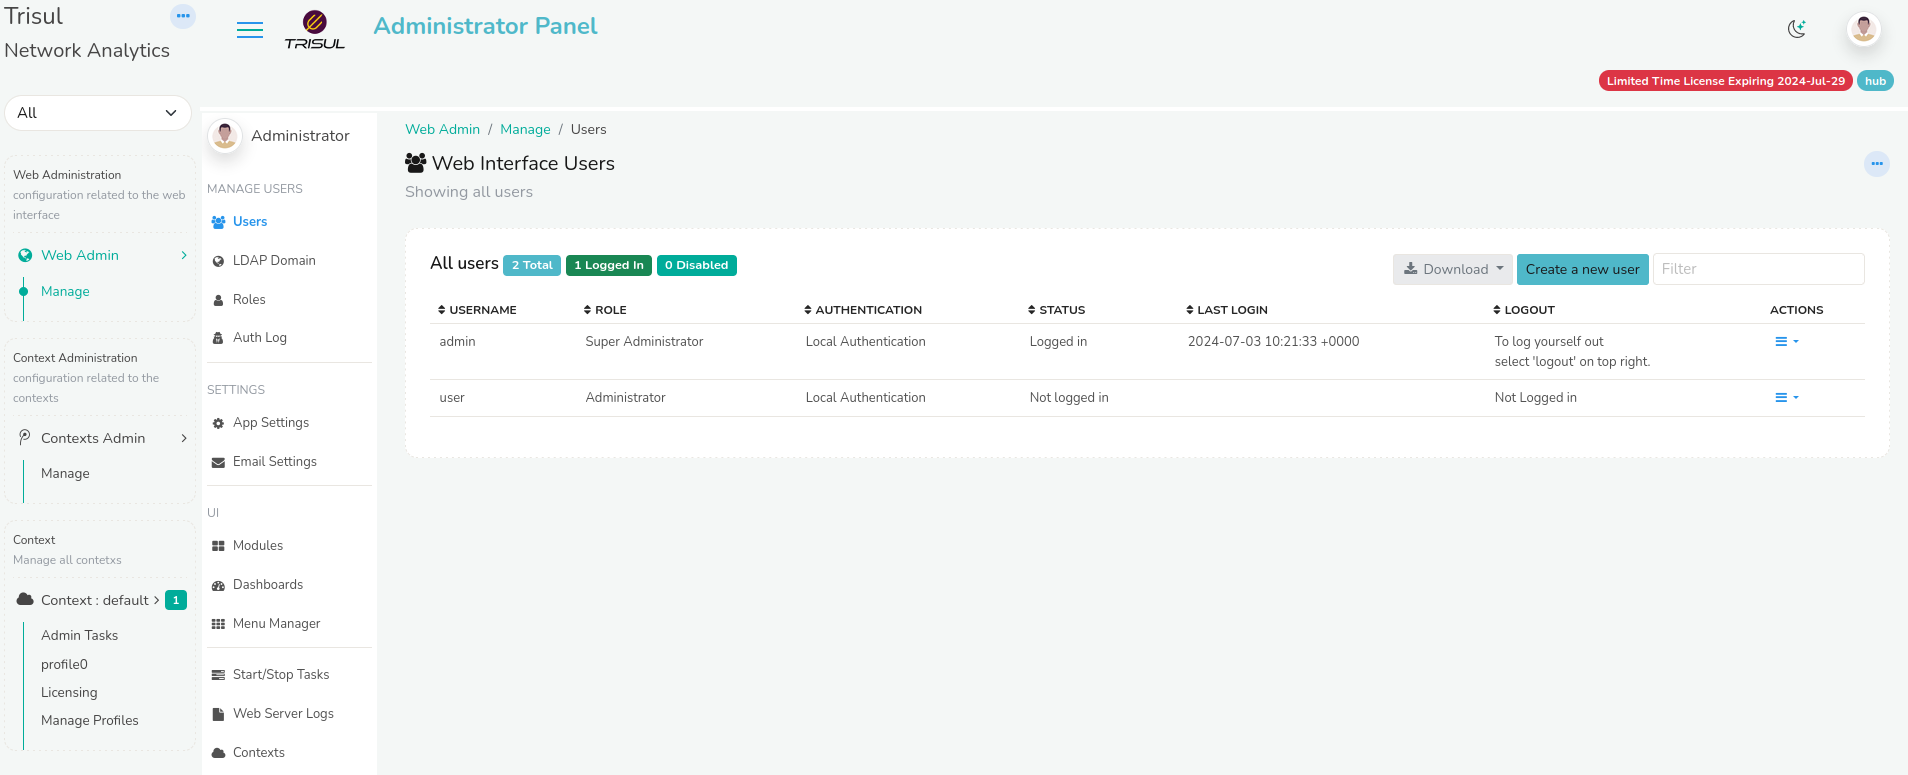 Trisul
Network Analytics
All
Web Administration
configuration related to the web
interface
Web Admin
Manage
Context Administration
configuration related to the
contexts
Contexts Admin
Manage
Context
Manage all contetxs
Context : default
1
Admin Tasks
profile0
Licensing
Manage Profiles
TRISUL
Administrator Panel
Limited Time License Expiring 2024-Jul-29
hub
Administrator
MANAGE USERS
Users
LDAP Domain
Roles
Auth Log
SETTINGS
App Settings
Email Settings
UI
Modules
Dashboards
Menu Manager
Start/Stop Tasks
Web Server Logs
Contexts
Web Admin / Manage / Users
Web Interface Users
Showing all users
All users 2 Total 1 Logged In 0 Disabled
Download Create a new user Filter
USERNAME ROLE AUTHENTICATION STATUS LAST LOGIN LOGOUT ACTIONS
admin Super Administrator Local Authentication Logged in 2024-07-03 10:21:33 +0000 To log yourself out
select 'logout' on top right.
user Administrator Local Authentication Not logged in Not Logged in